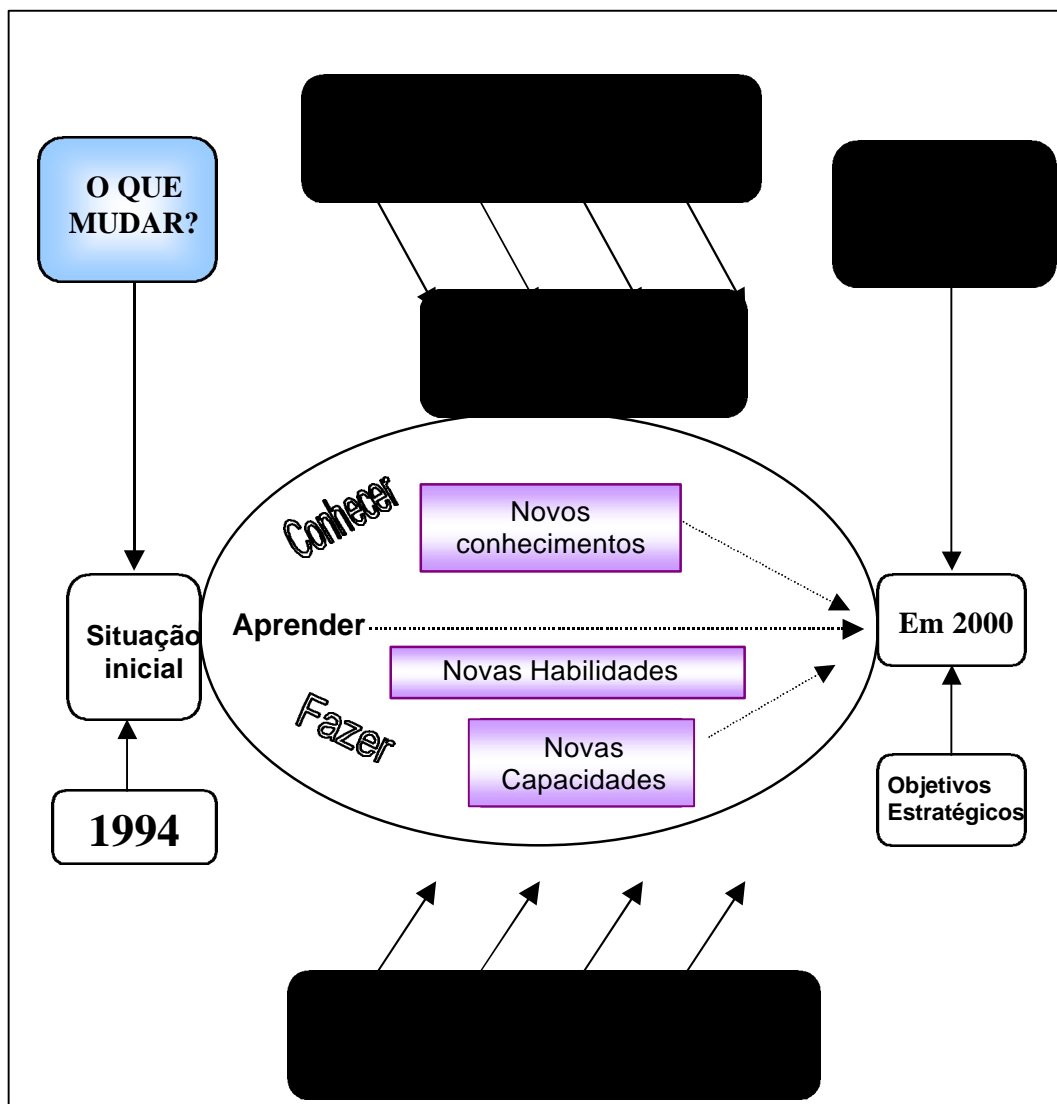 O QUE
MUDAR?
Conhecer
Novos
conhecimentos
Situação
inicial
Aprender
Em 2000
Novas Habilidades
Fazer
Novas
Capacidades
Objetivos
Estratégicos
1994